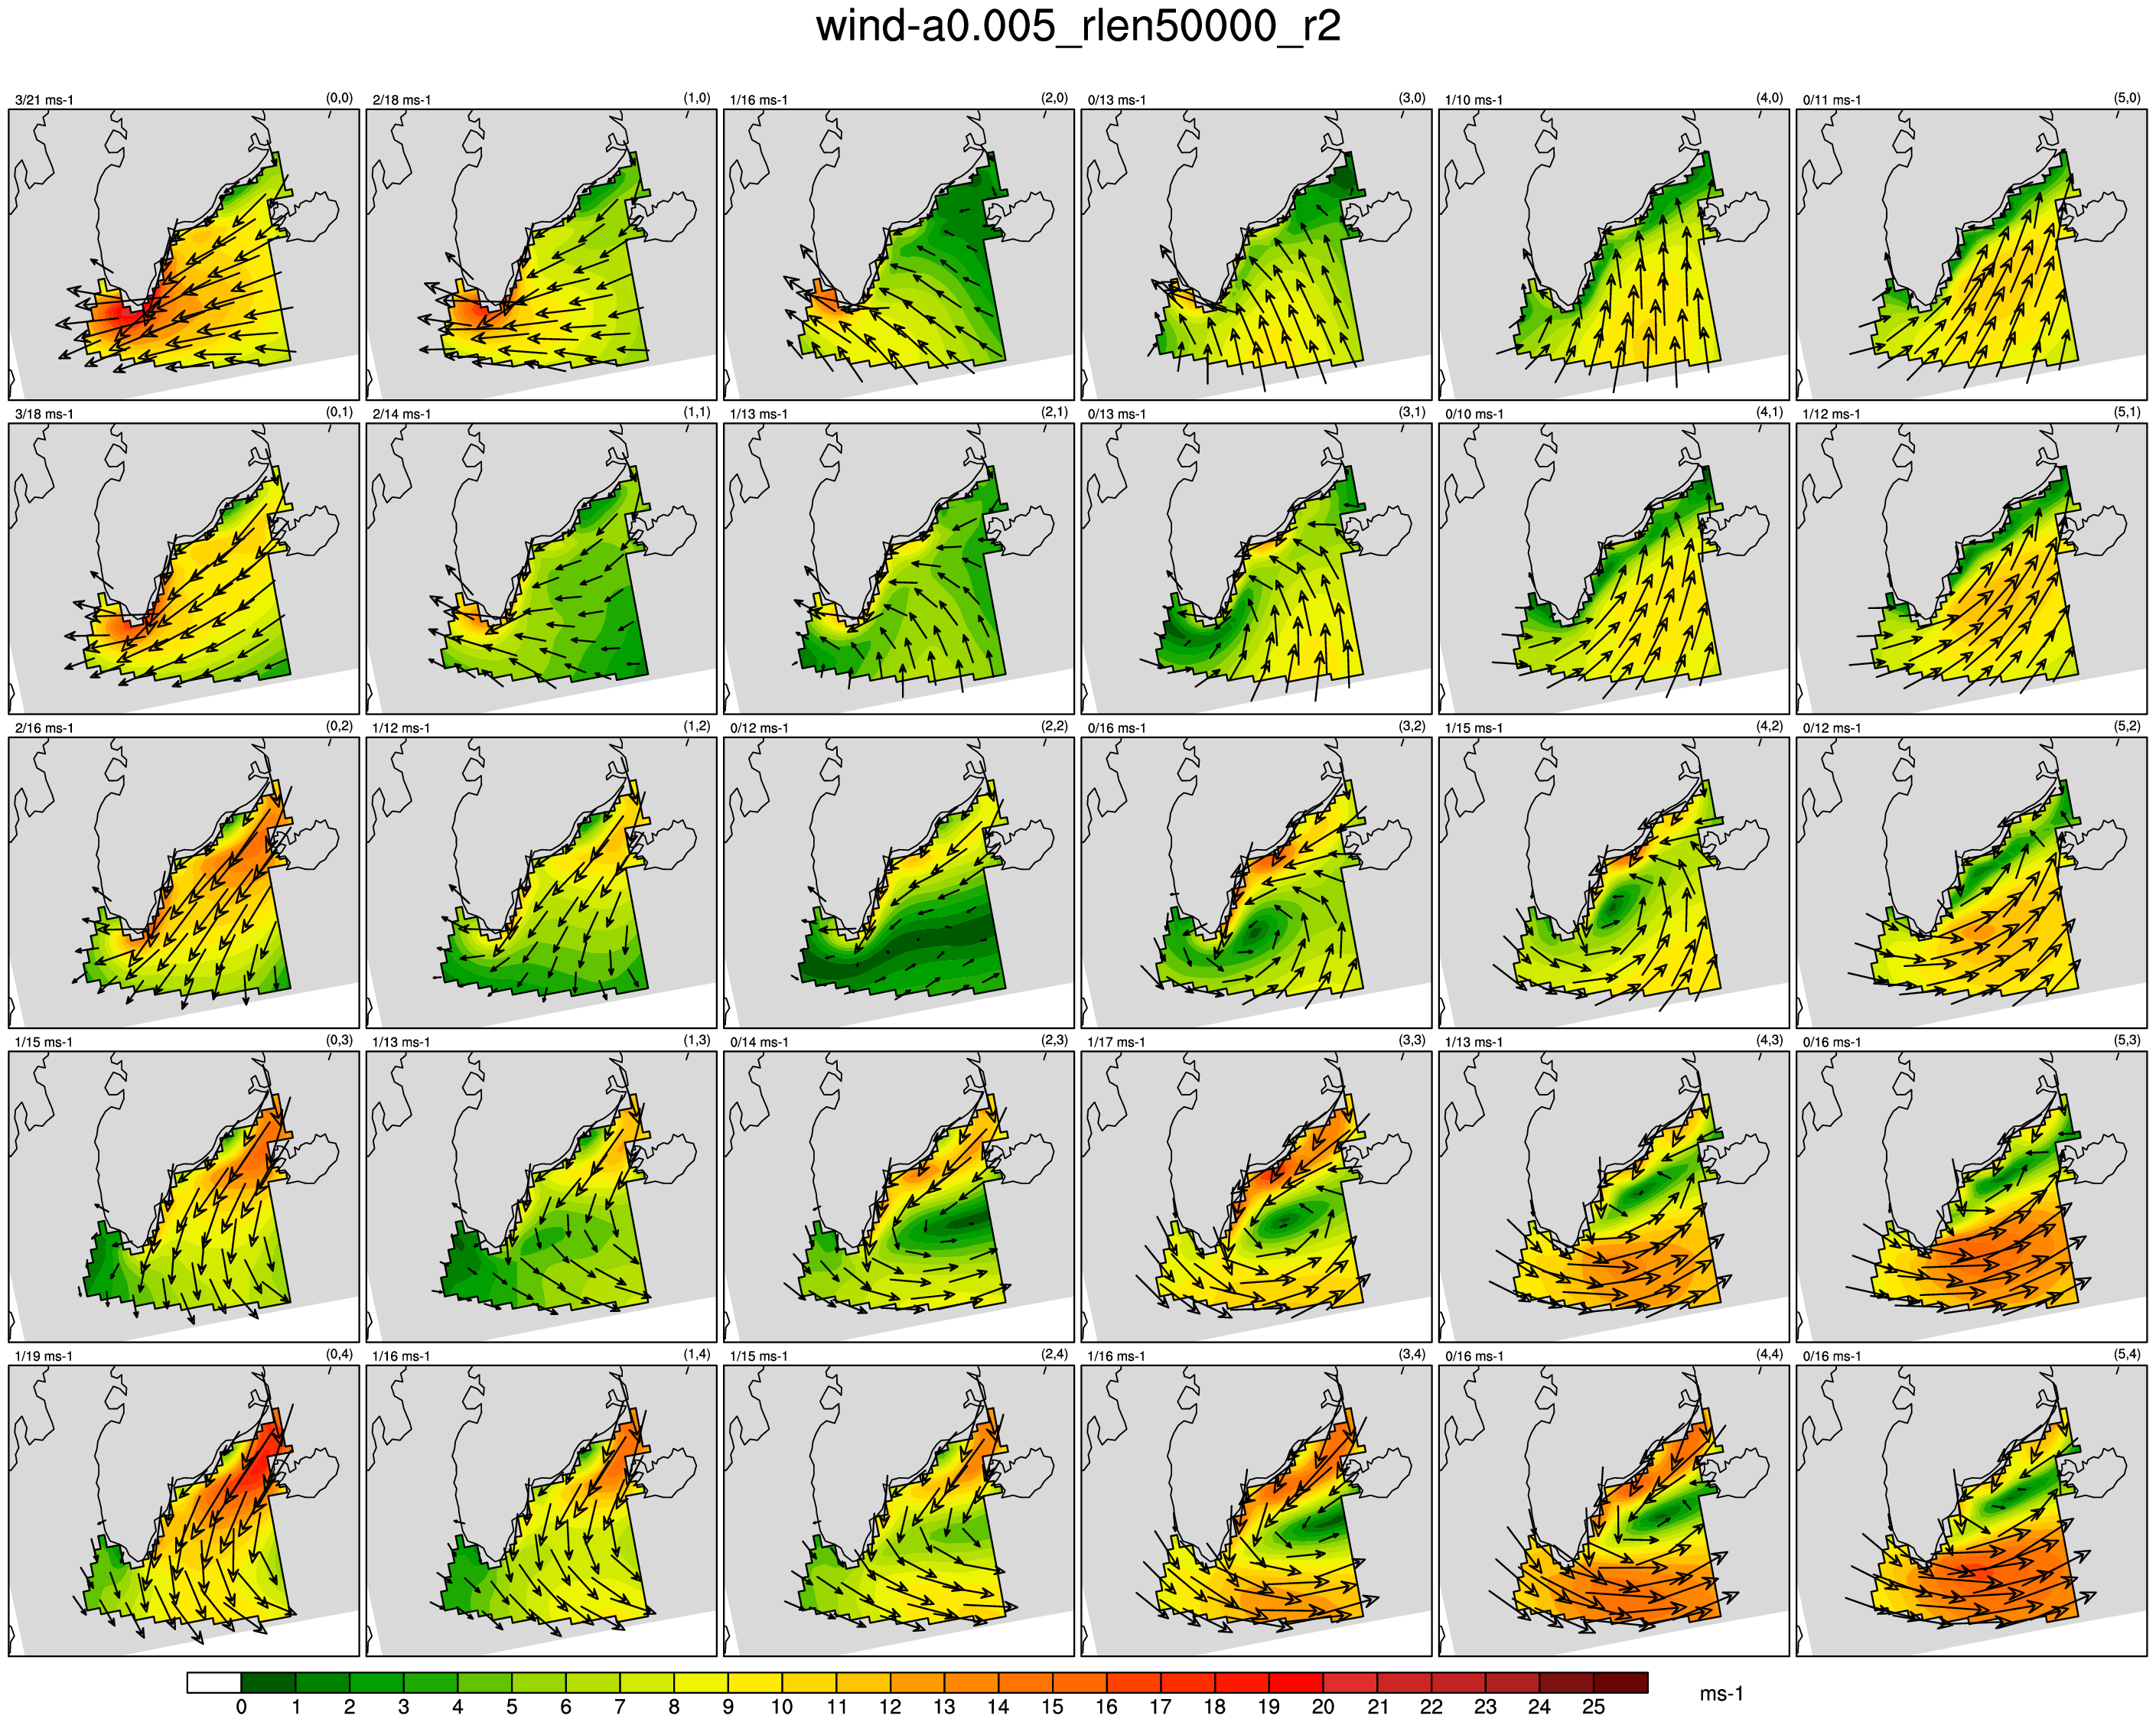 wind-a0.005_rlen50000_r2
3/21 ms-1 (0,0) 2/18 ms-1 (1,0) 1/16 ms-1 (2,0) 0/13 ms-1 (3,0) 1/10 ms-1 (4,0) 0/11 ms-1 (5,0)
3/18 ms-1 (0,1) 2/14 ms-1 (1,1) 1/13 ms-1 (2,1) 0/13 ms-1 (3,1) 0/10 ms-1 (4,1) 1/12 ms-1 (5,1)
2/16 ms-1 (0,2) 1/12 ms-1 (1,2) 0/12 ms-1 (2,2) 0/16 ms-1 (3,2) 1/15 ms-1 (4,2) 0/12 ms-1 (5,2)
1/15 ms-1 (0,3) 1/13 ms-1 (1,3) 0/14 ms-1 (2,3) 1/17 ms-1 (3,3) 1/13 ms-1 (4,3) 0/16 ms-1 (5,3)
1/19 ms-1 (0,4) 1/16 ms-1 (1,4) 1/15 ms-1 (2,4) 1/16 ms-1 (3,4) 0/16 ms-1 (4,4) 0/16 ms-1 (5,4)
0 1 2 3 4 5 6 7 8 9 10 11 12 13 14 15 16 17 18 19 20 21 22 23 24 25 ms-1